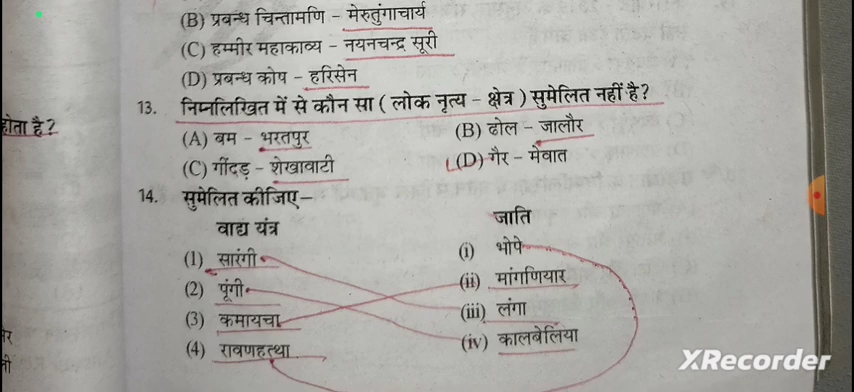 (B) प्रबन्ध चिन्तामणि – मेरुतुंगाचार्य
(C) हम्मीर महाकाव्य – नयनचन्द्र सूरी
(D) प्रबन्ध कोष – हरिसेन
होता है?
13. निम्नलिखित में से कौन सा ( लोक नृत्य – क्षेत्र ) सुमेलित नहीं है?
(A) बम – भरतपुर (B) ढोल – जालौर
(C) गींदड़ – शेखावाटी (D) गैर – मेवात
14. सुमेलित कीजिए–
वाद्य यंत्र जाति
(1) सारंगी (i) भोपे
(2) पूंगी (ii) मांगणियार
(3) कमायचा (iii) लंगा
(4) रावणहत्था (iv) कालबेलिया
XRecorder